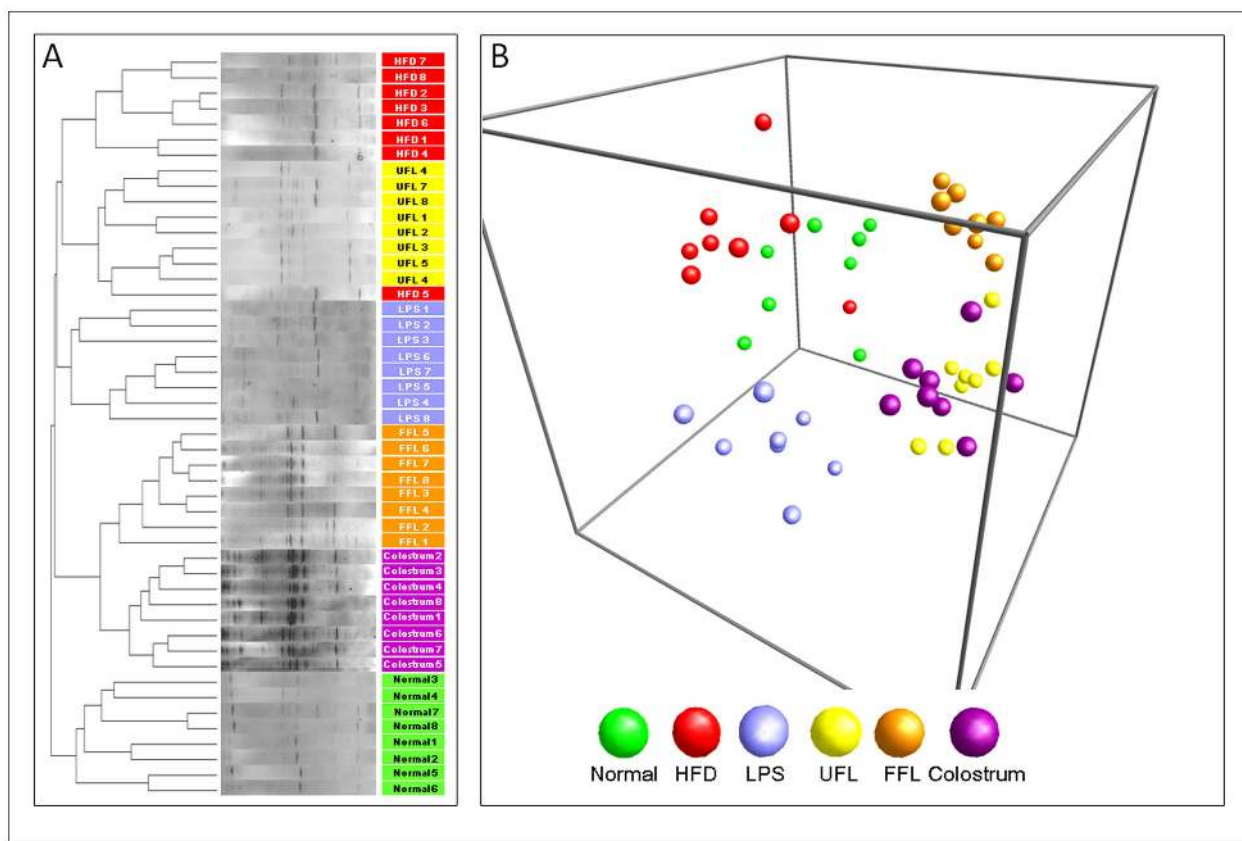 A
HFD 7
HFD 8
HFD 2
HFD 3
HFD 6
HFD 1
HFD 4
UFL 4
UFL 7
UFL 8
UFL 1
UFL 2
UFL 3
UFL 5
UFL 4
HFD 5
LPS 1
LPS 2
LPS 3
LPS 6
LPS 7
LPS 5
LPS 4
LPS 8
FFL 5
FFL 6
FFL 7
FFL 8
FFL 3
FFL 4
FFL 2
FFL 1
Colostrum 2
Colostrum 3
Colostrum 4
Colostrum 8
Colostrum 1
Colostrum 6
Colostrum 7
Colostrum 5
Normal 3
Normal 4
Normal 7
Normal 8
Normal 1
Normal 2
Normal 5
Normal 6
B
Normal HFD LPS UFL FFL Colostrum